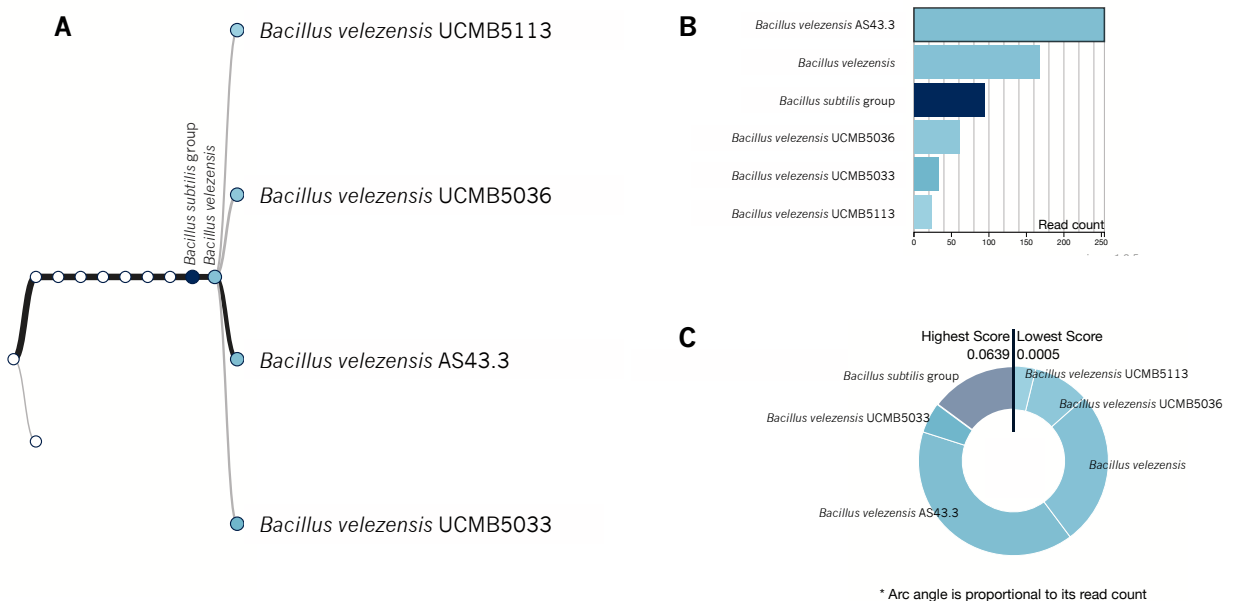 A
Bacillus velezensis UCMB5113
Bacillus subtilis group
Bacillus velezensis
Bacillus velezensis UCMB5036
Bacillus velezensis AS43.3
Bacillus velezensis UCMB5033
B
Bacillus velezensis AS43.3
Bacillus velezensis
Bacillus subtilis group
Bacillus velezensis UCMB5036
Bacillus velezensis UCMB5033
Bacillus velezensis UCMB5113
Read count
0 50 100 150 200 250
C
Highest Score Lowest Score
0.0639 0.0005
Bacillus subtilis group
Bacillus velezensis UCMB5113
Bacillus velezensis UCMB5036
Bacillus velezensis UCMB5033
Bacillus velezensis
Bacillus velezensis AS43.3
* Arc angle is proportional to its read count